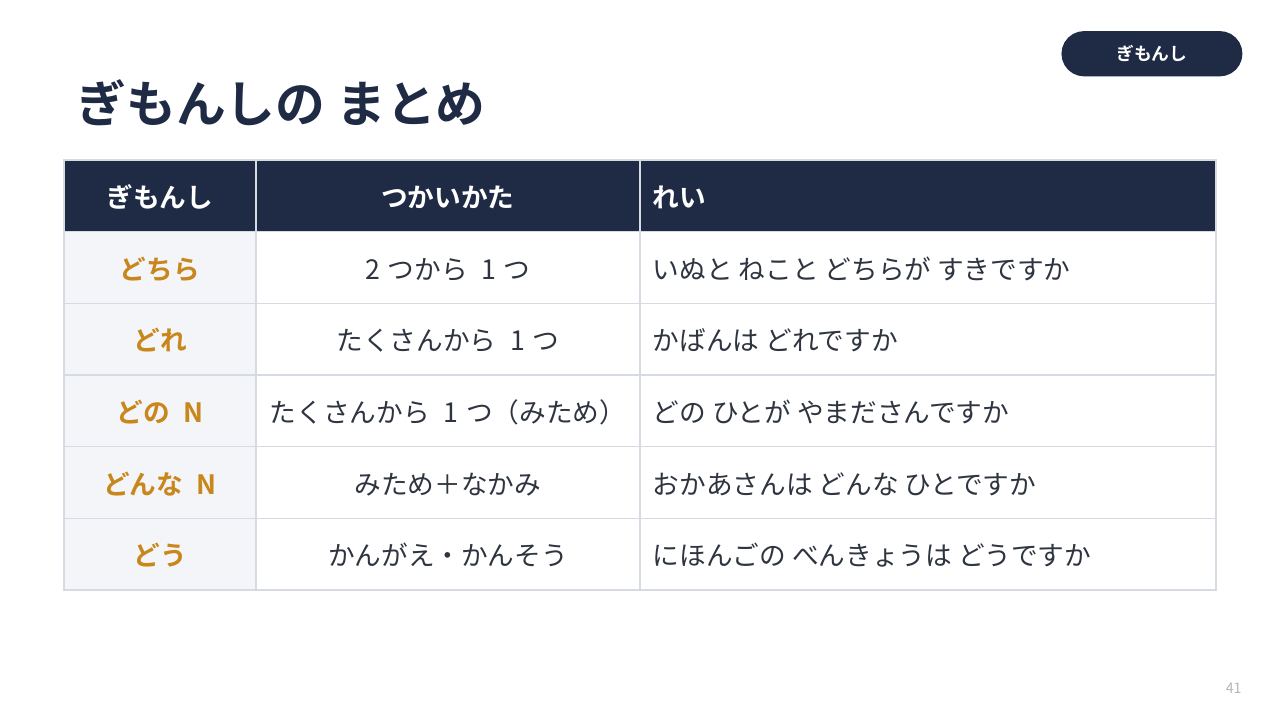 ぎもんし
ぎもんしの まとめ
ぎもんし つかいかた れい
どちら 2 つから 1 つ いぬと ねこと どちらが すきですか
どれ たくさんから 1 つ かばんは どれですか
どの N たくさんから 1 つ（みため） どの ひとが やまださんですか
どんな N みため＋なかみ おかあさんは どんな ひとですか
どう かんがえ・かんそう にほんごの べんきょうは どうですか
41